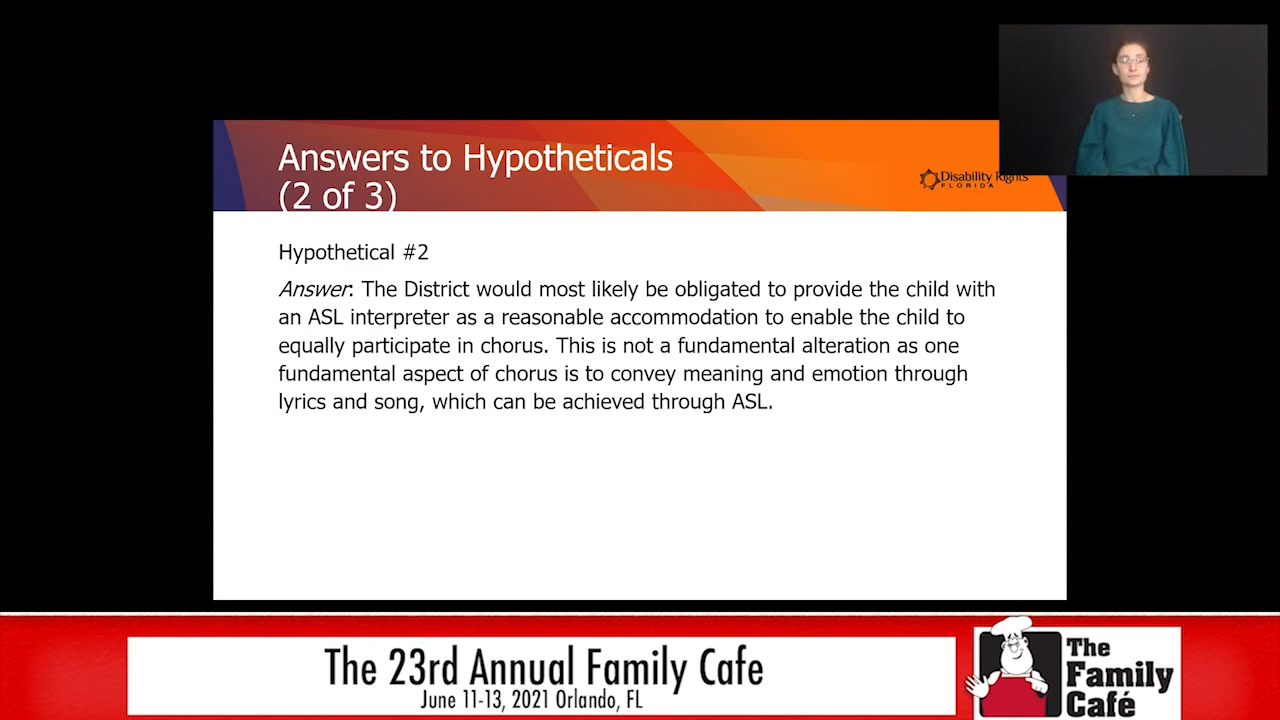 Answers to Hypotheticals
(2 of 3)
Disability Rights
FLORIDA
Hypothetical #2
Answer: The District would most likely be obligated to provide the child with
an ASL interpreter as a reasonable accommodation to enable the child to
equally participate in chorus. This is not a fundamental alteration as one
fundamental aspect of chorus is to convey meaning and emotion through
lyrics and song, which can be achieved through ASL.
The 23rd Annual Family Cafe
June 11-13, 2021 Orlando, FL
The
Family
Café